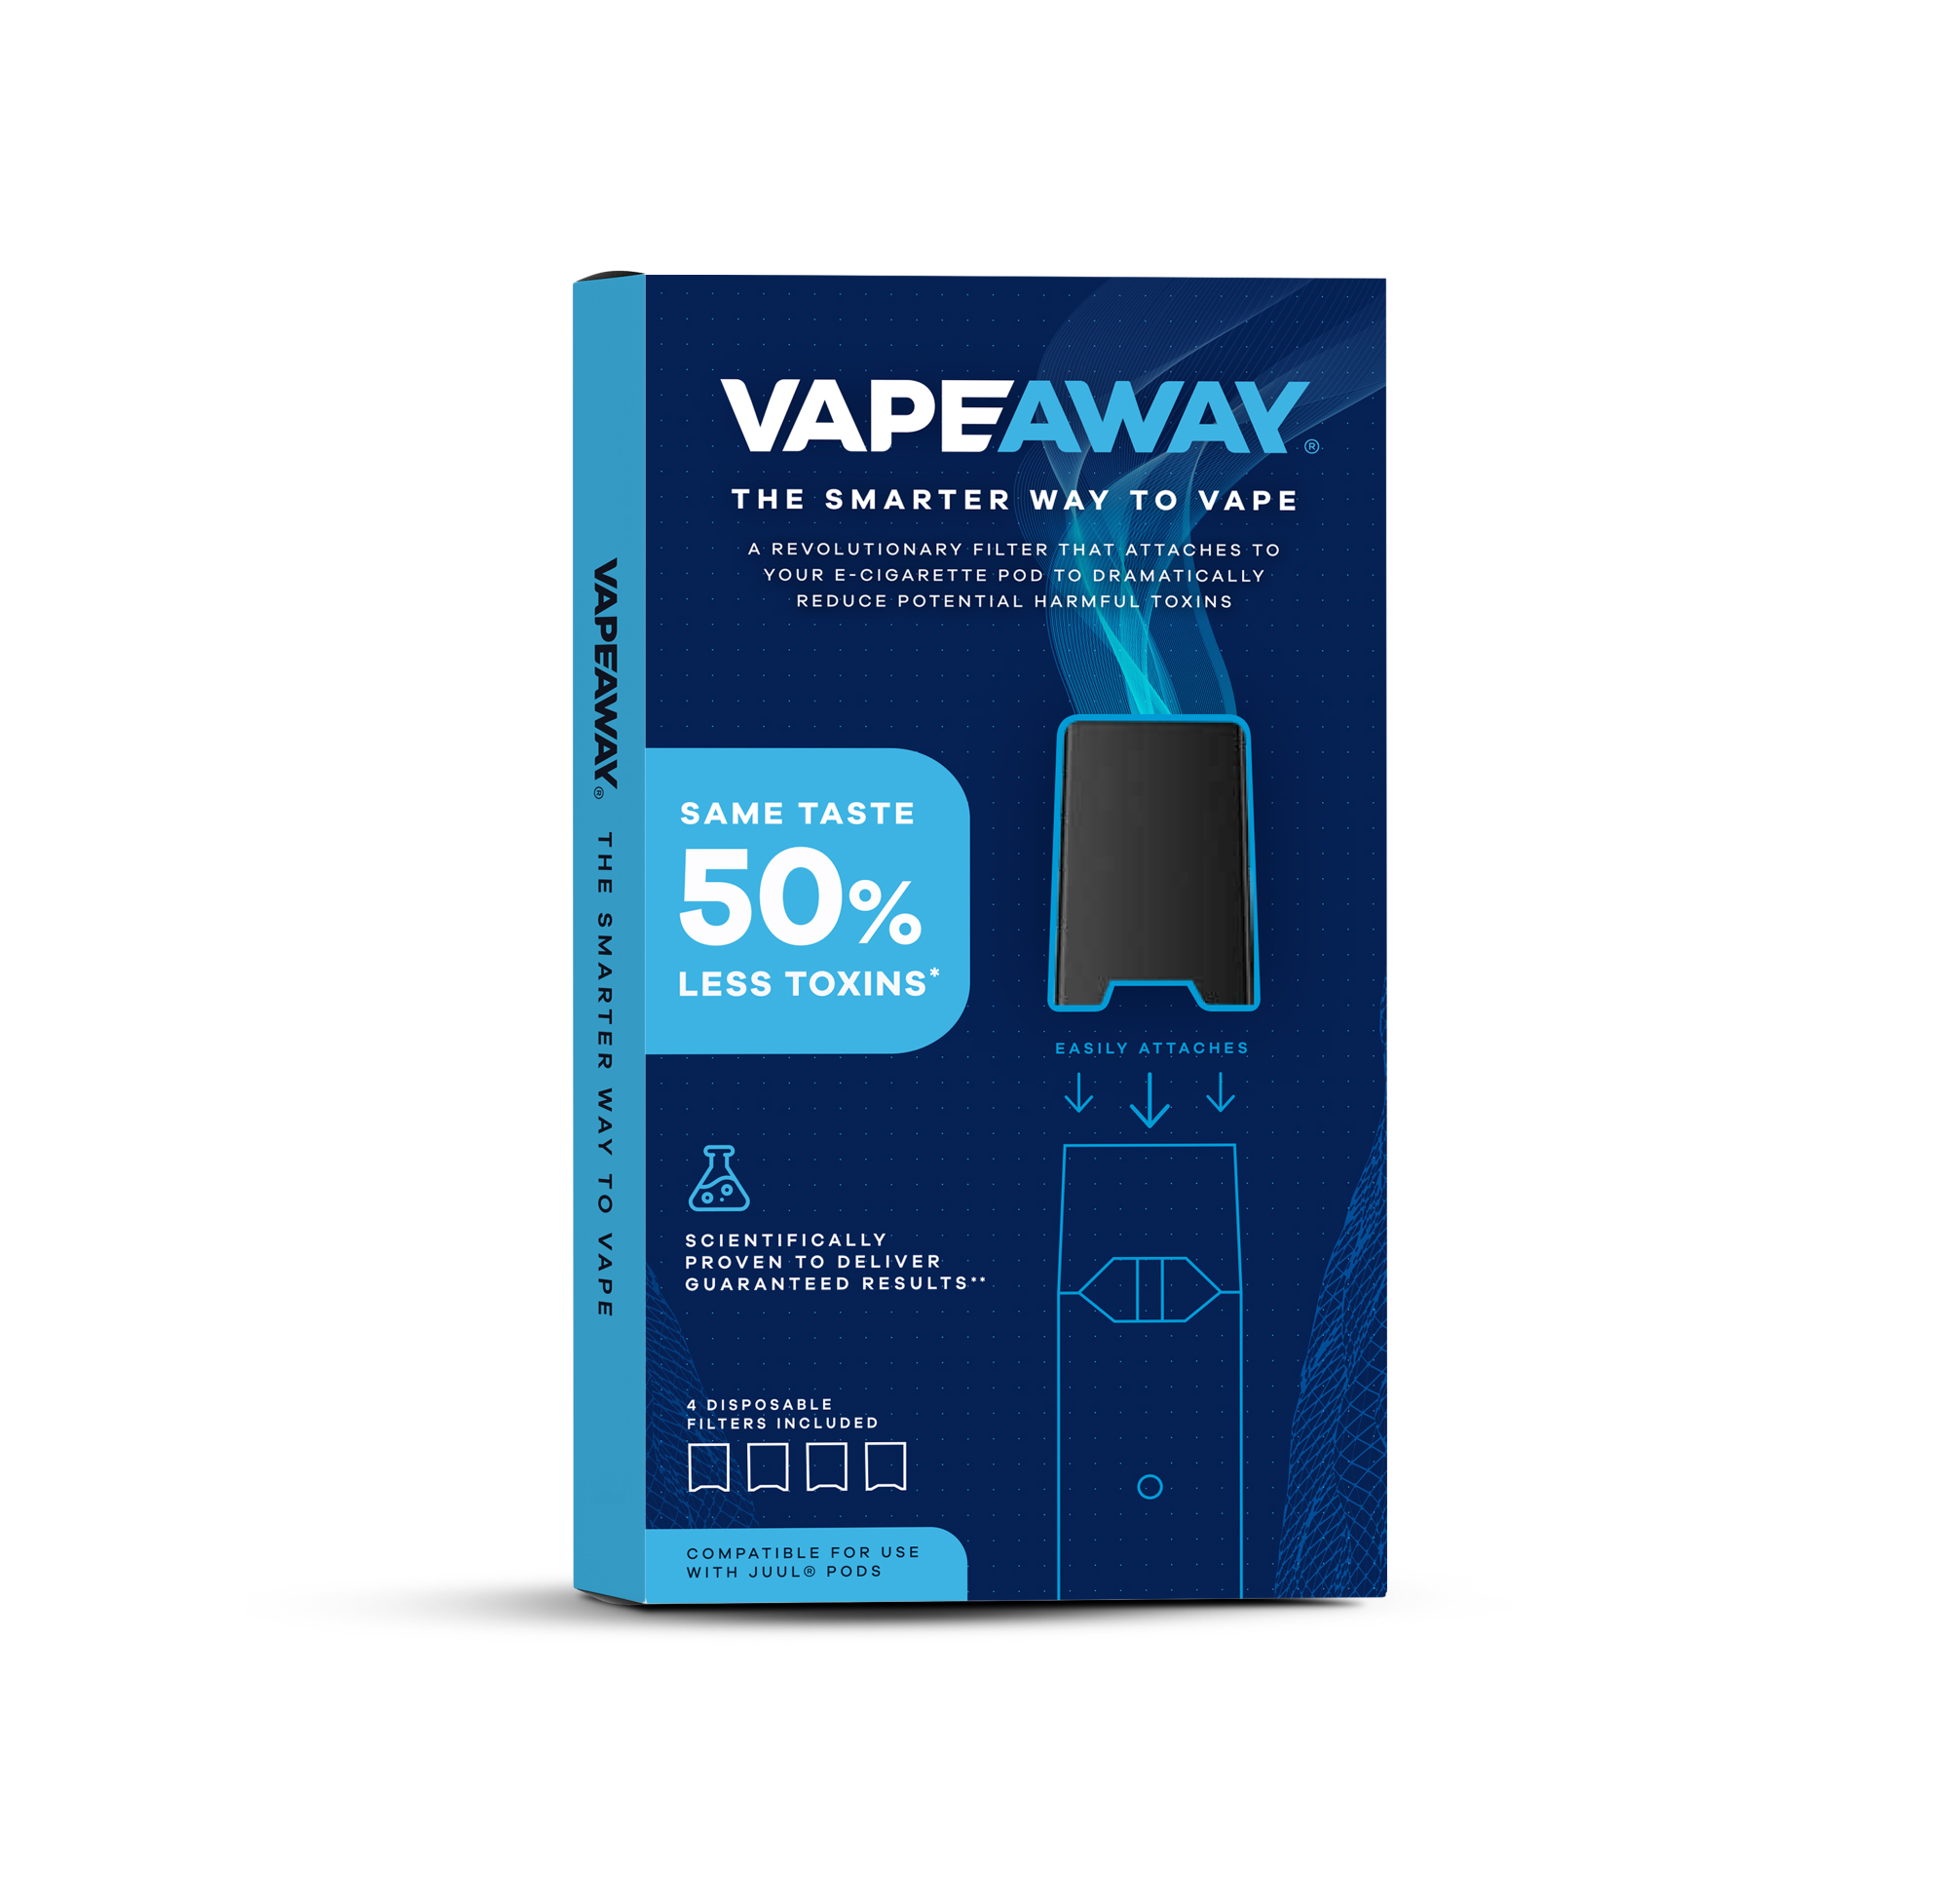 VAPEAWAY®
THE SMARTER WAY TO VAPE
A REVOLUTIONARY FILTER THAT ATTACHES TO
YOUR E-CIGARETTE POD TO DRAMATICALLY
REDUCE POTENTIAL HARMFUL TOXINS
SAME TASTE
50%
LESS TOXINS*
EASILY ATTACHES
SCIENTIFICALLY
PROVEN TO DELIVER
GUARANTEED RESULTS**
4 DISPOSABLE
FILTERS INCLUDED
COMPATIBLE FOR USE
WITH JUUL® PODS
VAPEAWAY® THE SMARTER WAY TO VAPE